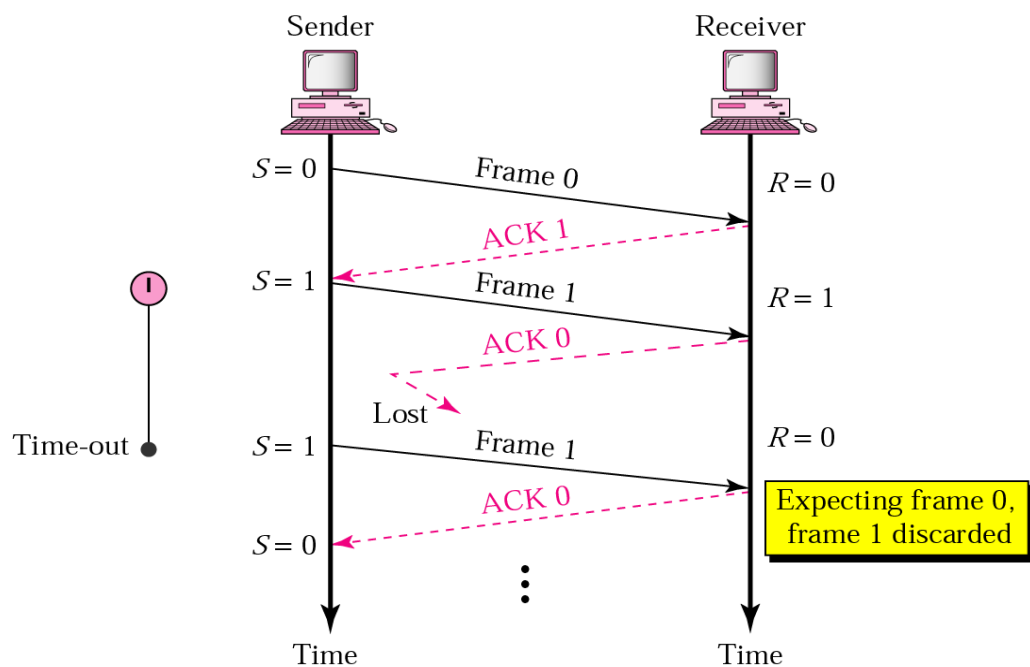 Sender
Receiver
S = 0
Frame 0
R = 0
ACK 1
S = 1
Frame 1
R = 1
ACK 0
Lost
Time-out
S = 1
Frame 1
R = 0
ACK 0
Expecting frame 0,
frame 1 discarded
S = 0
Time
Time